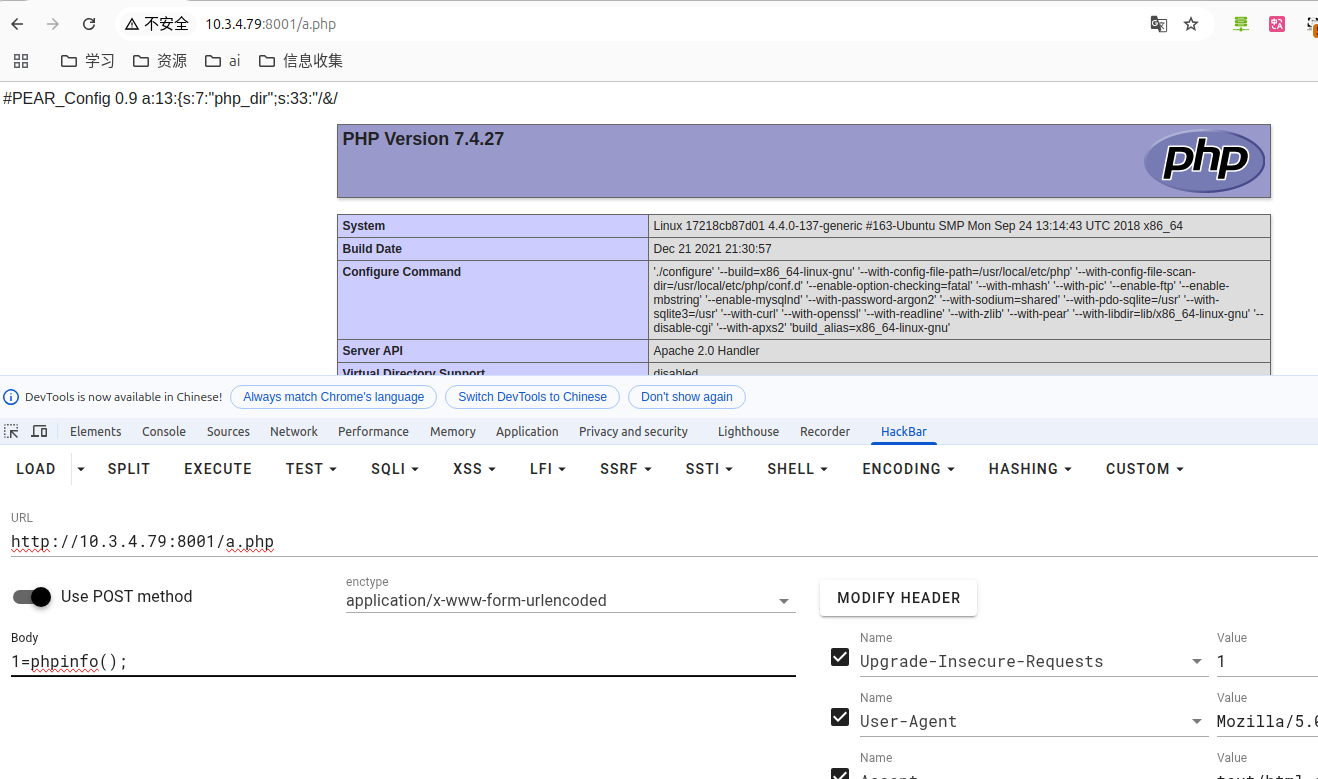 不安全 10.3.4.79:8001/a.php
学习 资源 ai 信息收集
#PEAR_Config 0.9 a:13:{s:7:"php_dir";s:33:"/&/
PHP Version 7.4.27 php
System Linux 17218cb87d01 4.4.0-137-generic #163-Ubuntu SMP Mon Sep 24 13:14:43 UTC 2018 x86_64
Build Date Dec 21 2021 21:30:57
Configure Command './configure' '--build=x86_64-linux-gnu' '--with-config-file-path=/usr/local/etc/php' '--with-config-file-scan-
dir=/usr/local/etc/php/conf.d' '--enable-option-checking=fatal' '--with-mhash' '--with-pic' '--enable-ftp' '--enable-
mbstring' '--enable-mysqlnd' '--with-password-argon2' '--with-sodium=shared' '--with-pdo-sqlite=/usr' '--with-
sqlite3=/usr' '--with-curl' '--with-openssl' '--with-readline' '--with-zlib' '--with-pear' '--with-libdir=lib/x86_64-linux-gnu' '--
disable-cgi' '--with-apxs2' 'build_alias=x86_64-linux-gnu'
Server API Apache 2.0 Handler
Virtual Directory Support disabled
DevTools is now available in Chinese! Always match Chrome's language Switch DevTools to Chinese Don't show again
Elements Console Sources Network Performance Memory Application Privacy and security Lighthouse Recorder HackBar
LOAD SPLIT EXECUTE TEST SQLI XSS LFI SSRF SSTI SHELL ENCODING HASHING CUSTOM
URL
http://10.3.4.79:8001/a.php
Use POST method
enctype
application/x-www-form-urlencoded
MODIFY HEADER
Body
1=phpinfo();
Name Value
Upgrade-Insecure-Requests 1
Name Value
User-Agent Mozilla/5.0
Name Value
Accept text/html